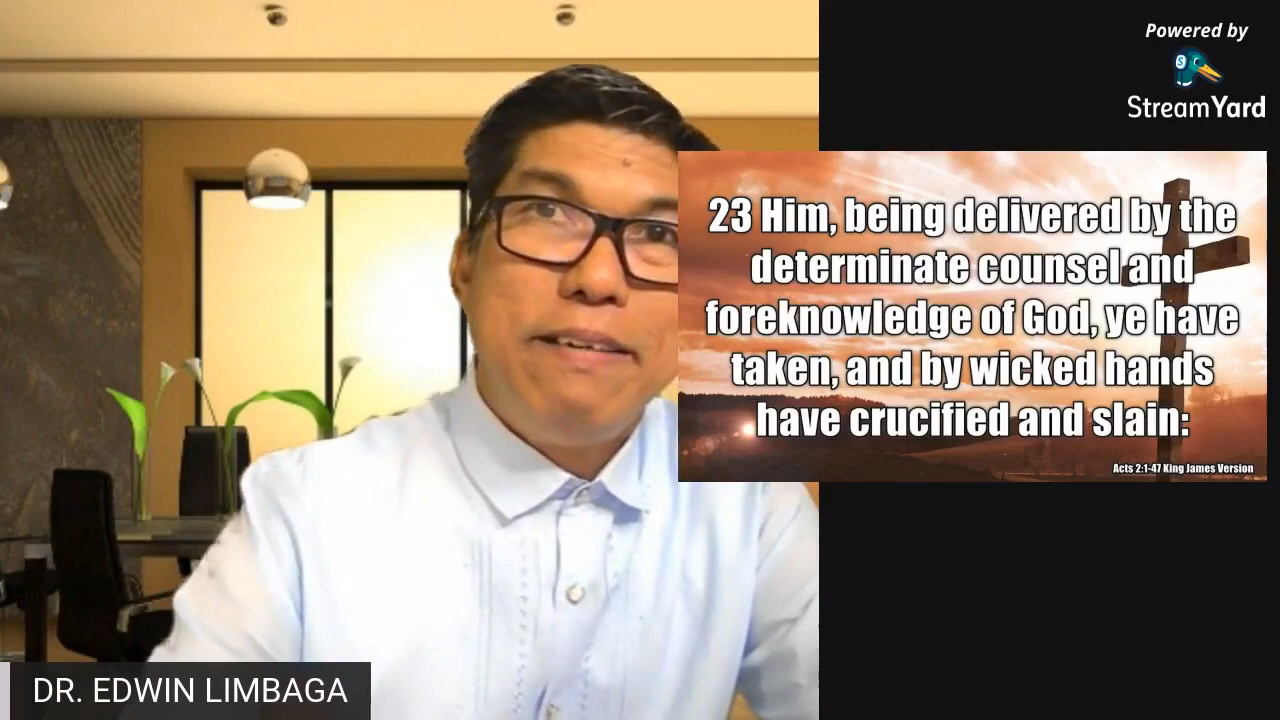 Powered by
StreamYard
23 Him, being delivered by the
determinate counsel and
foreknowledge of God, ye have
taken, and by wicked hands
have crucified and slain:
Acts 2:1-47 King James Version
DR. EDWIN LIMBAGA